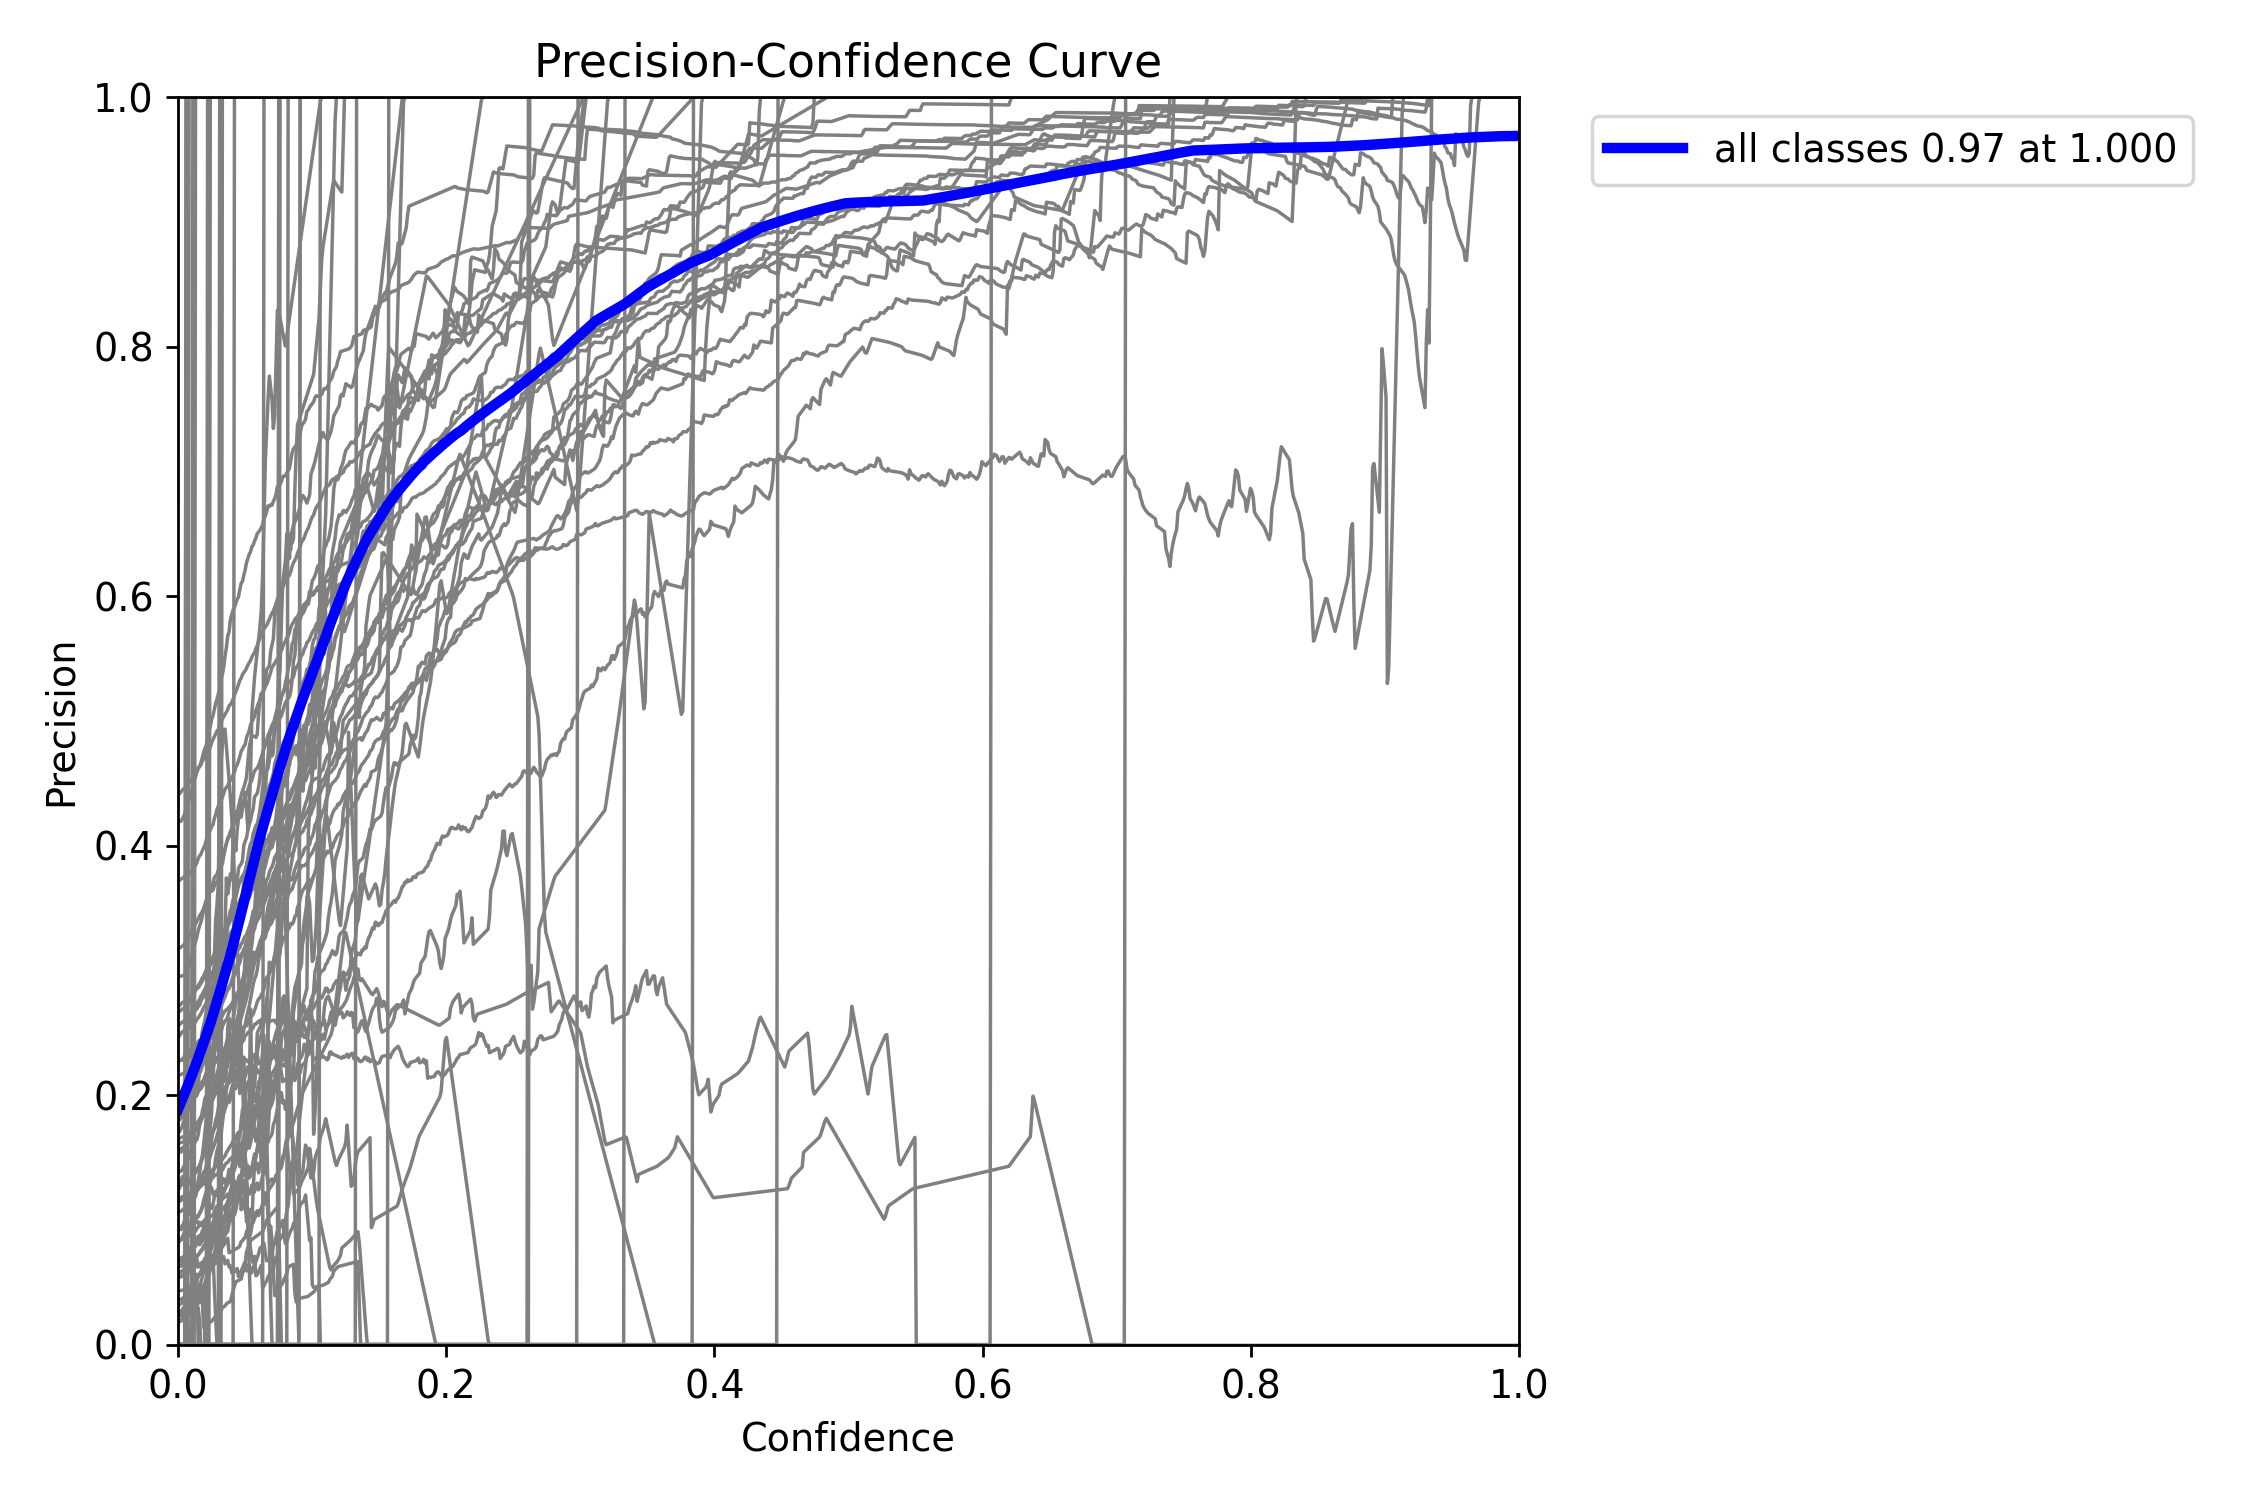 Precision-Confidence Curve
1.0
0.8
0.6
0.4
0.2
0.0
Precision
0.0 0.2 0.4 0.6 0.8 1.0
Confidence
all classes 0.97 at 1.000